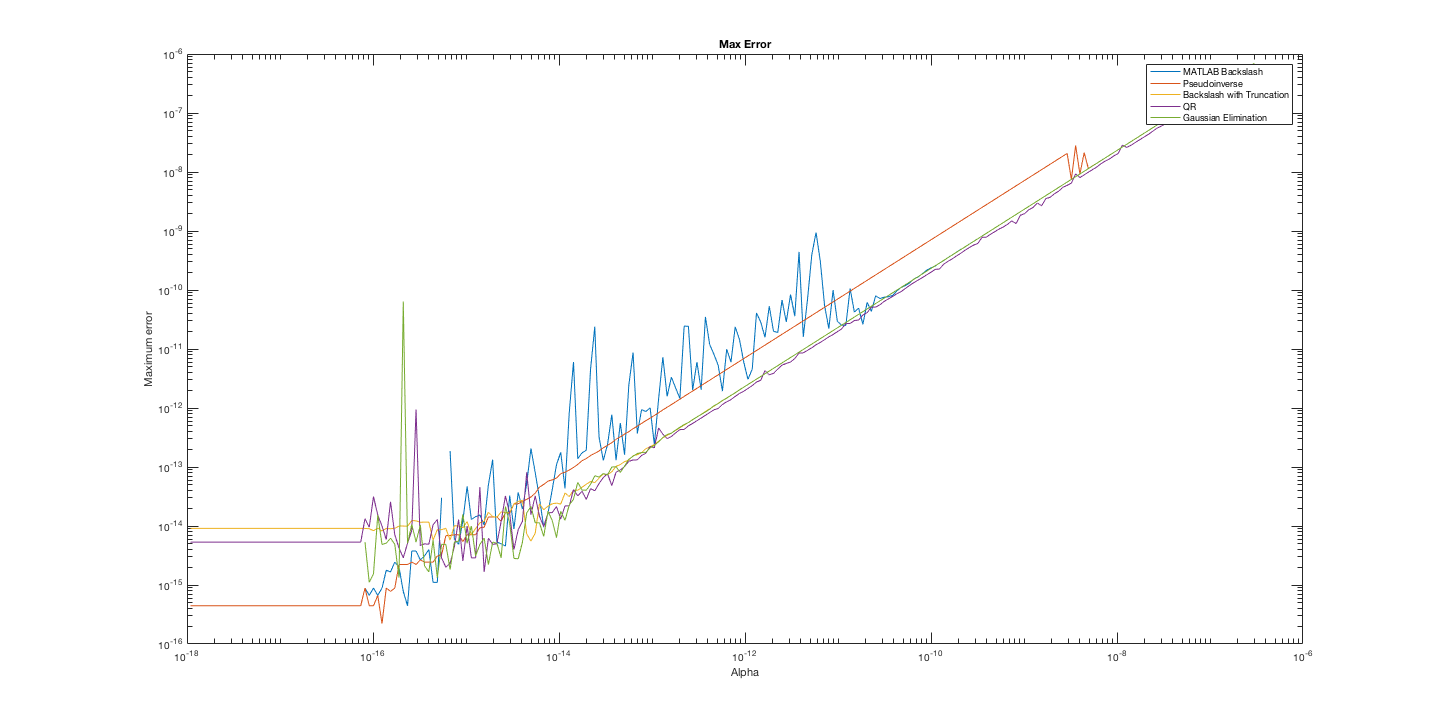 Max Error
10-6
10-7
10-8
10-9
10-10
10-11
10-12
10-13
10-14
10-15
10-16
Maximum error
MATLAB Backslash
Pseudoinverse
Backslash with Truncation
QR
Gaussian Elimination
10-18 10-16 10-14 10-12 10-10 10-8 10-6
Alpha